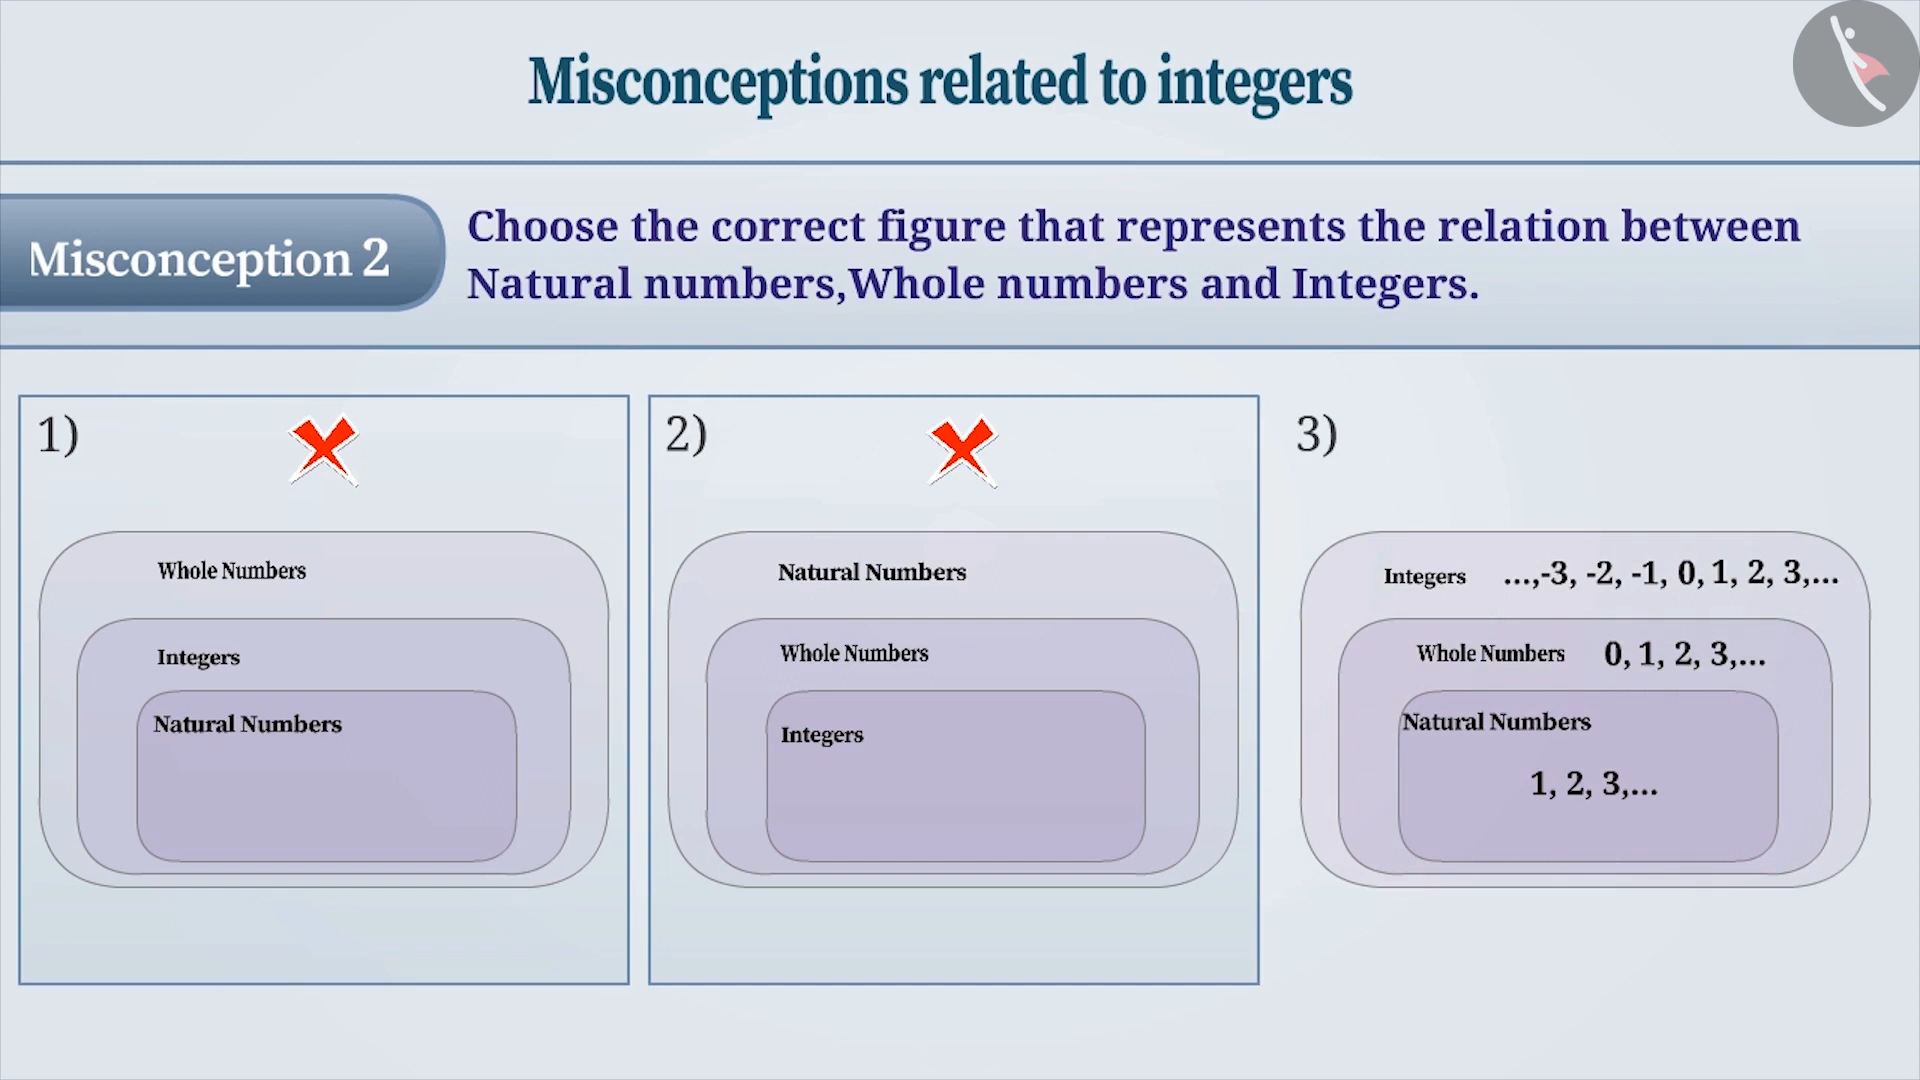 Misconceptions related to integers
Misconception 2
Choose the correct figure that represents the relation between
Natural numbers,Whole numbers and Integers.
1)
Whole Numbers
Integers
Natural Numbers
2)
Natural Numbers
Whole Numbers
Integers
3)
Integers ...,-3, -2, -1, 0, 1, 2, 3,...
Whole Numbers 0, 1, 2, 3,...
Natural Numbers
1, 2, 3,...